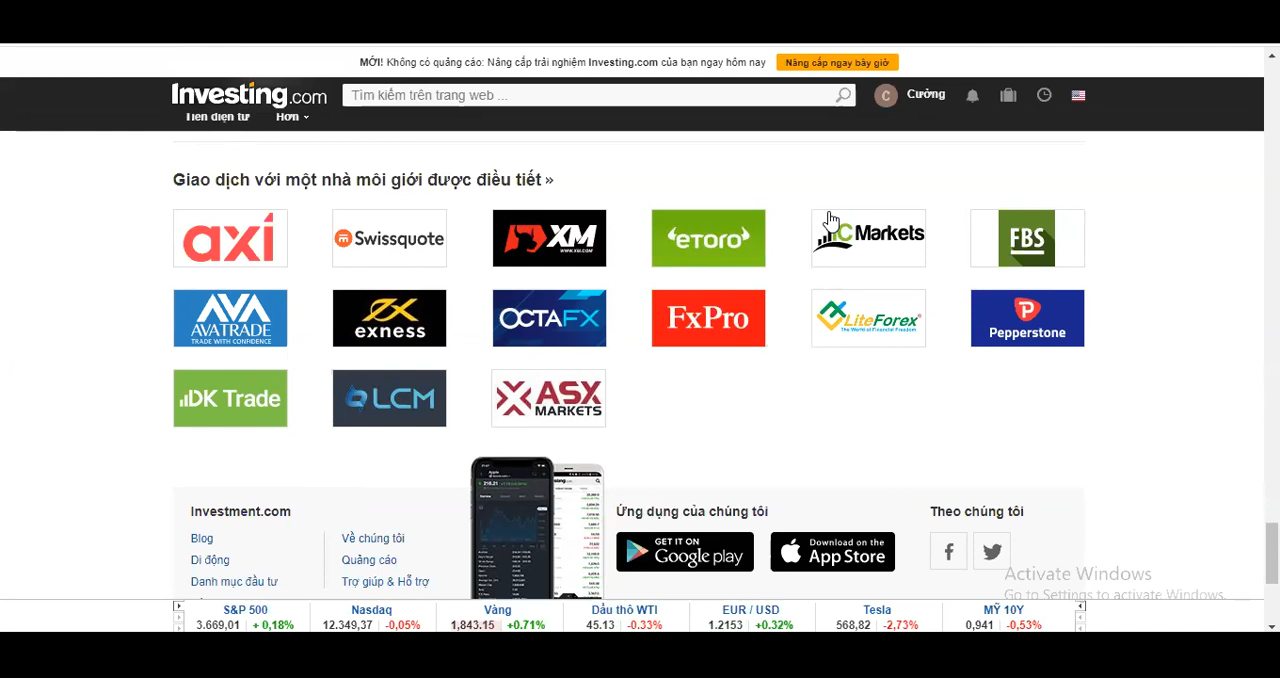 MỚI! Không có quảng cáo: Nâng cấp trải nghiệm Investing.com của bạn ngay hôm nay
Nâng cấp ngay bây giờ
Investing.com
Tìm kiếm trên trang web ...
C
Cưởng
Tiền điện tử
Hơn
Giao dịch với một nhà môi giới được điều tiết »
axi
Swissquote
XM
WWW.XM.COM
eToro
Markets
FBS
AVA
AVATRADE
TRADE WITH CONFIDENCE
exness
OCTAFX
FxPro
LiteForex
The World of Financial Freedom
Pepperstone
DK Trade
LCM
ASX
MARKETS
Investment.com
Blog
Di động
Danh mục đầu tư
Về chúng tôi
Quảng cáo
Trợ giúp & Hỗ trợ
Ứng dụng của chúng tôi
GET IT ON
Google play
Download on the
App Store
Theo chúng tôi
Activate Windows
Go to Settings to activate Windows.
S&P 500
3.669,01 + 0,18%
Nasdaq
12.349,37 -0,05%
Vàng
1,843.15 +0.71%
Dầu thô WTI
45.13 -0.33%
EUR / USD
1.2153 +0.32%
Tesla
568,82 -2,73%
MỸ 10Y
0,941 -0,53%